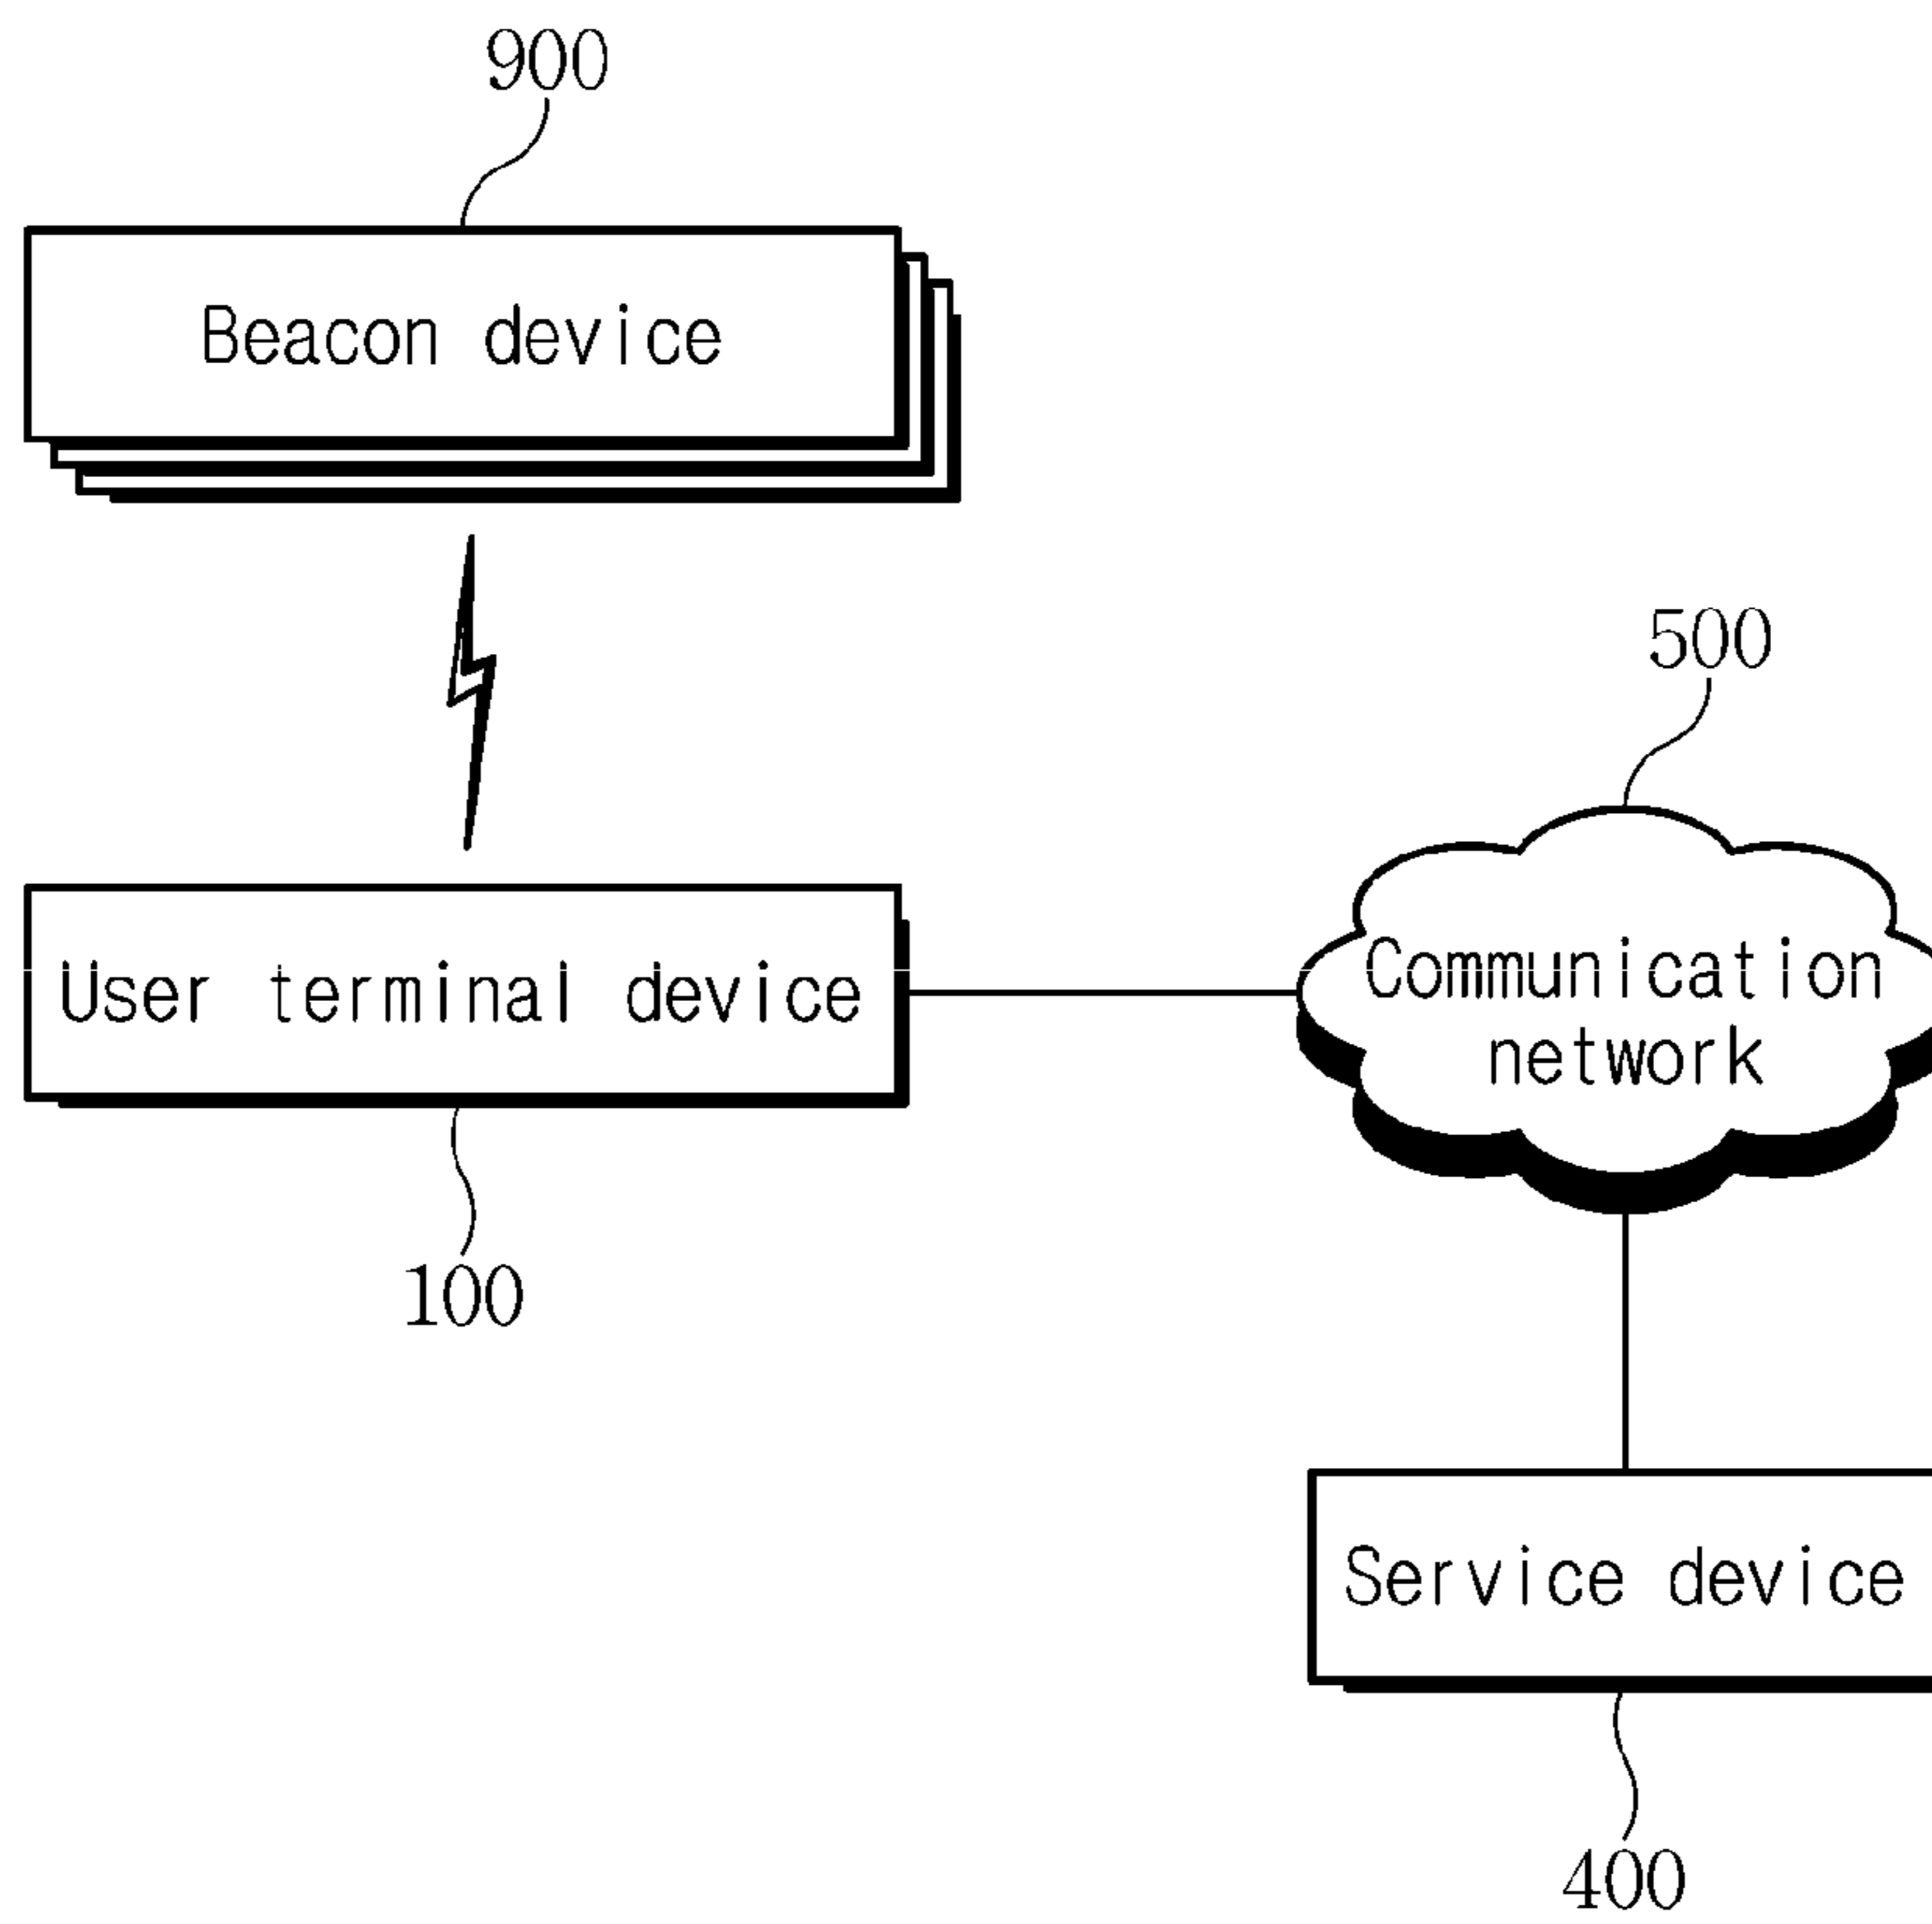 900
Beacon device
500
User terminal device
Communication
network
100
Service device
400